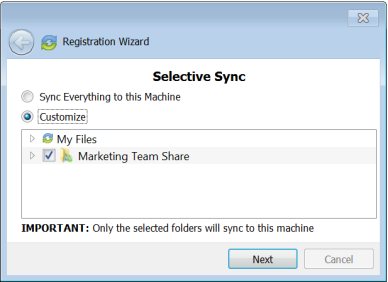 Registration Wizard
Selective Sync
Sync Everything to this Machine
Customize
My Files
Marketing Team Share
IMPORTANT: Only the selected folders will sync to this machine
Next Cancel